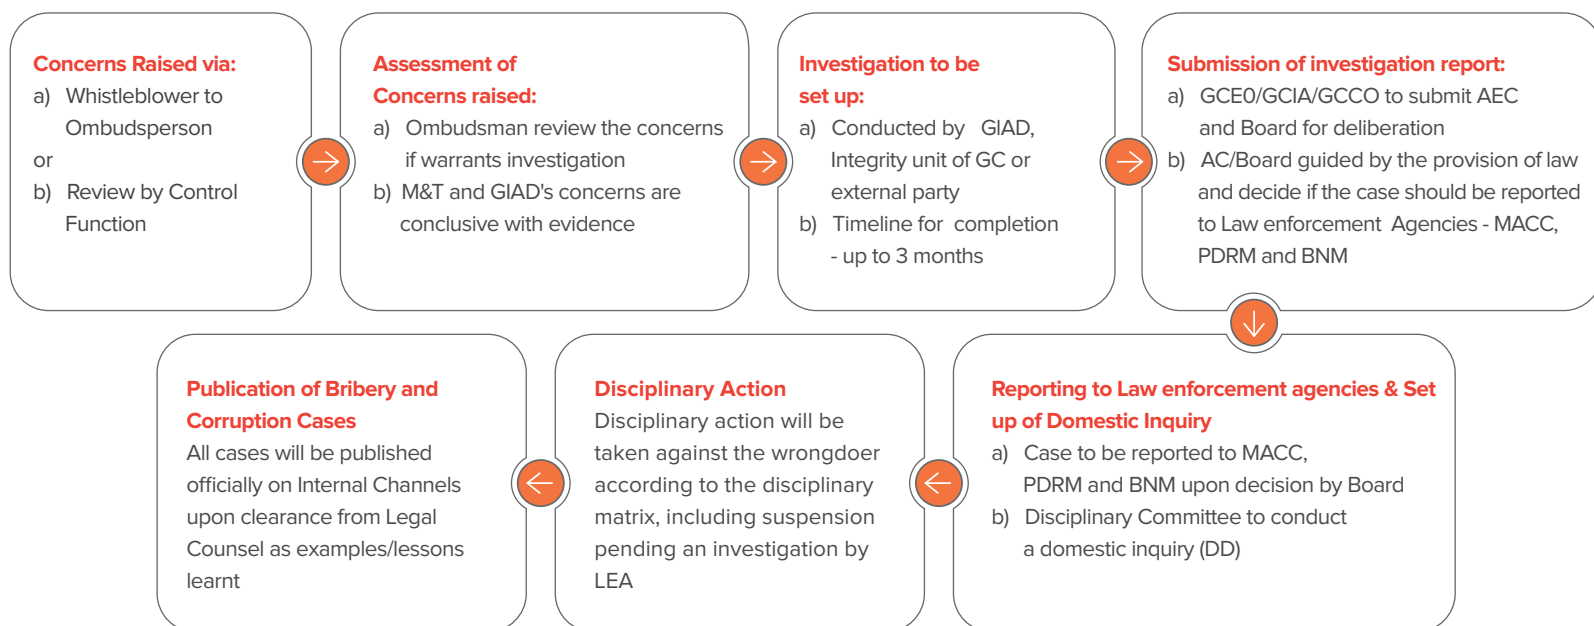 Concerns Raised via:
a) Whistleblower to
Ombudsperson
or
b) Review by Control
Function
Assessment of
Concerns raised:
a) Ombudsman review the concerns
if warrants investigation
b) M&T and GIAD's concerns are
conclusive with evidence
Investigation to be
set up:
a) Conducted by GIAD,
Integrity unit of GC or
external party
b) Timeline for completion
- up to 3 months
Submission of investigation report:
a) GCE0/GCIA/GCCO to submit AEC
and Board for deliberation
b) AC/Board guided by the provision of law
and decide if the case should be reported
to Law enforcement Agencies - MACC,
PDRM and BNM
Reporting to Law enforcement agencies & Set
up of Domestic Inquiry
a) Case to be reported to MACC,
PDRM and BNM upon decision by Board
b) Disciplinary Committee to conduct
a domestic inquiry (DD)
Disciplinary Action
Disciplinary action will be
taken against the wrongdoer
according to the disciplinary
matrix, including suspension
pending an investigation by
LEA
Publication of Bribery and
Corruption Cases
All cases will be published
officially on Internal Channels
upon clearance from Legal
Counsel as examples/lessons
learnt